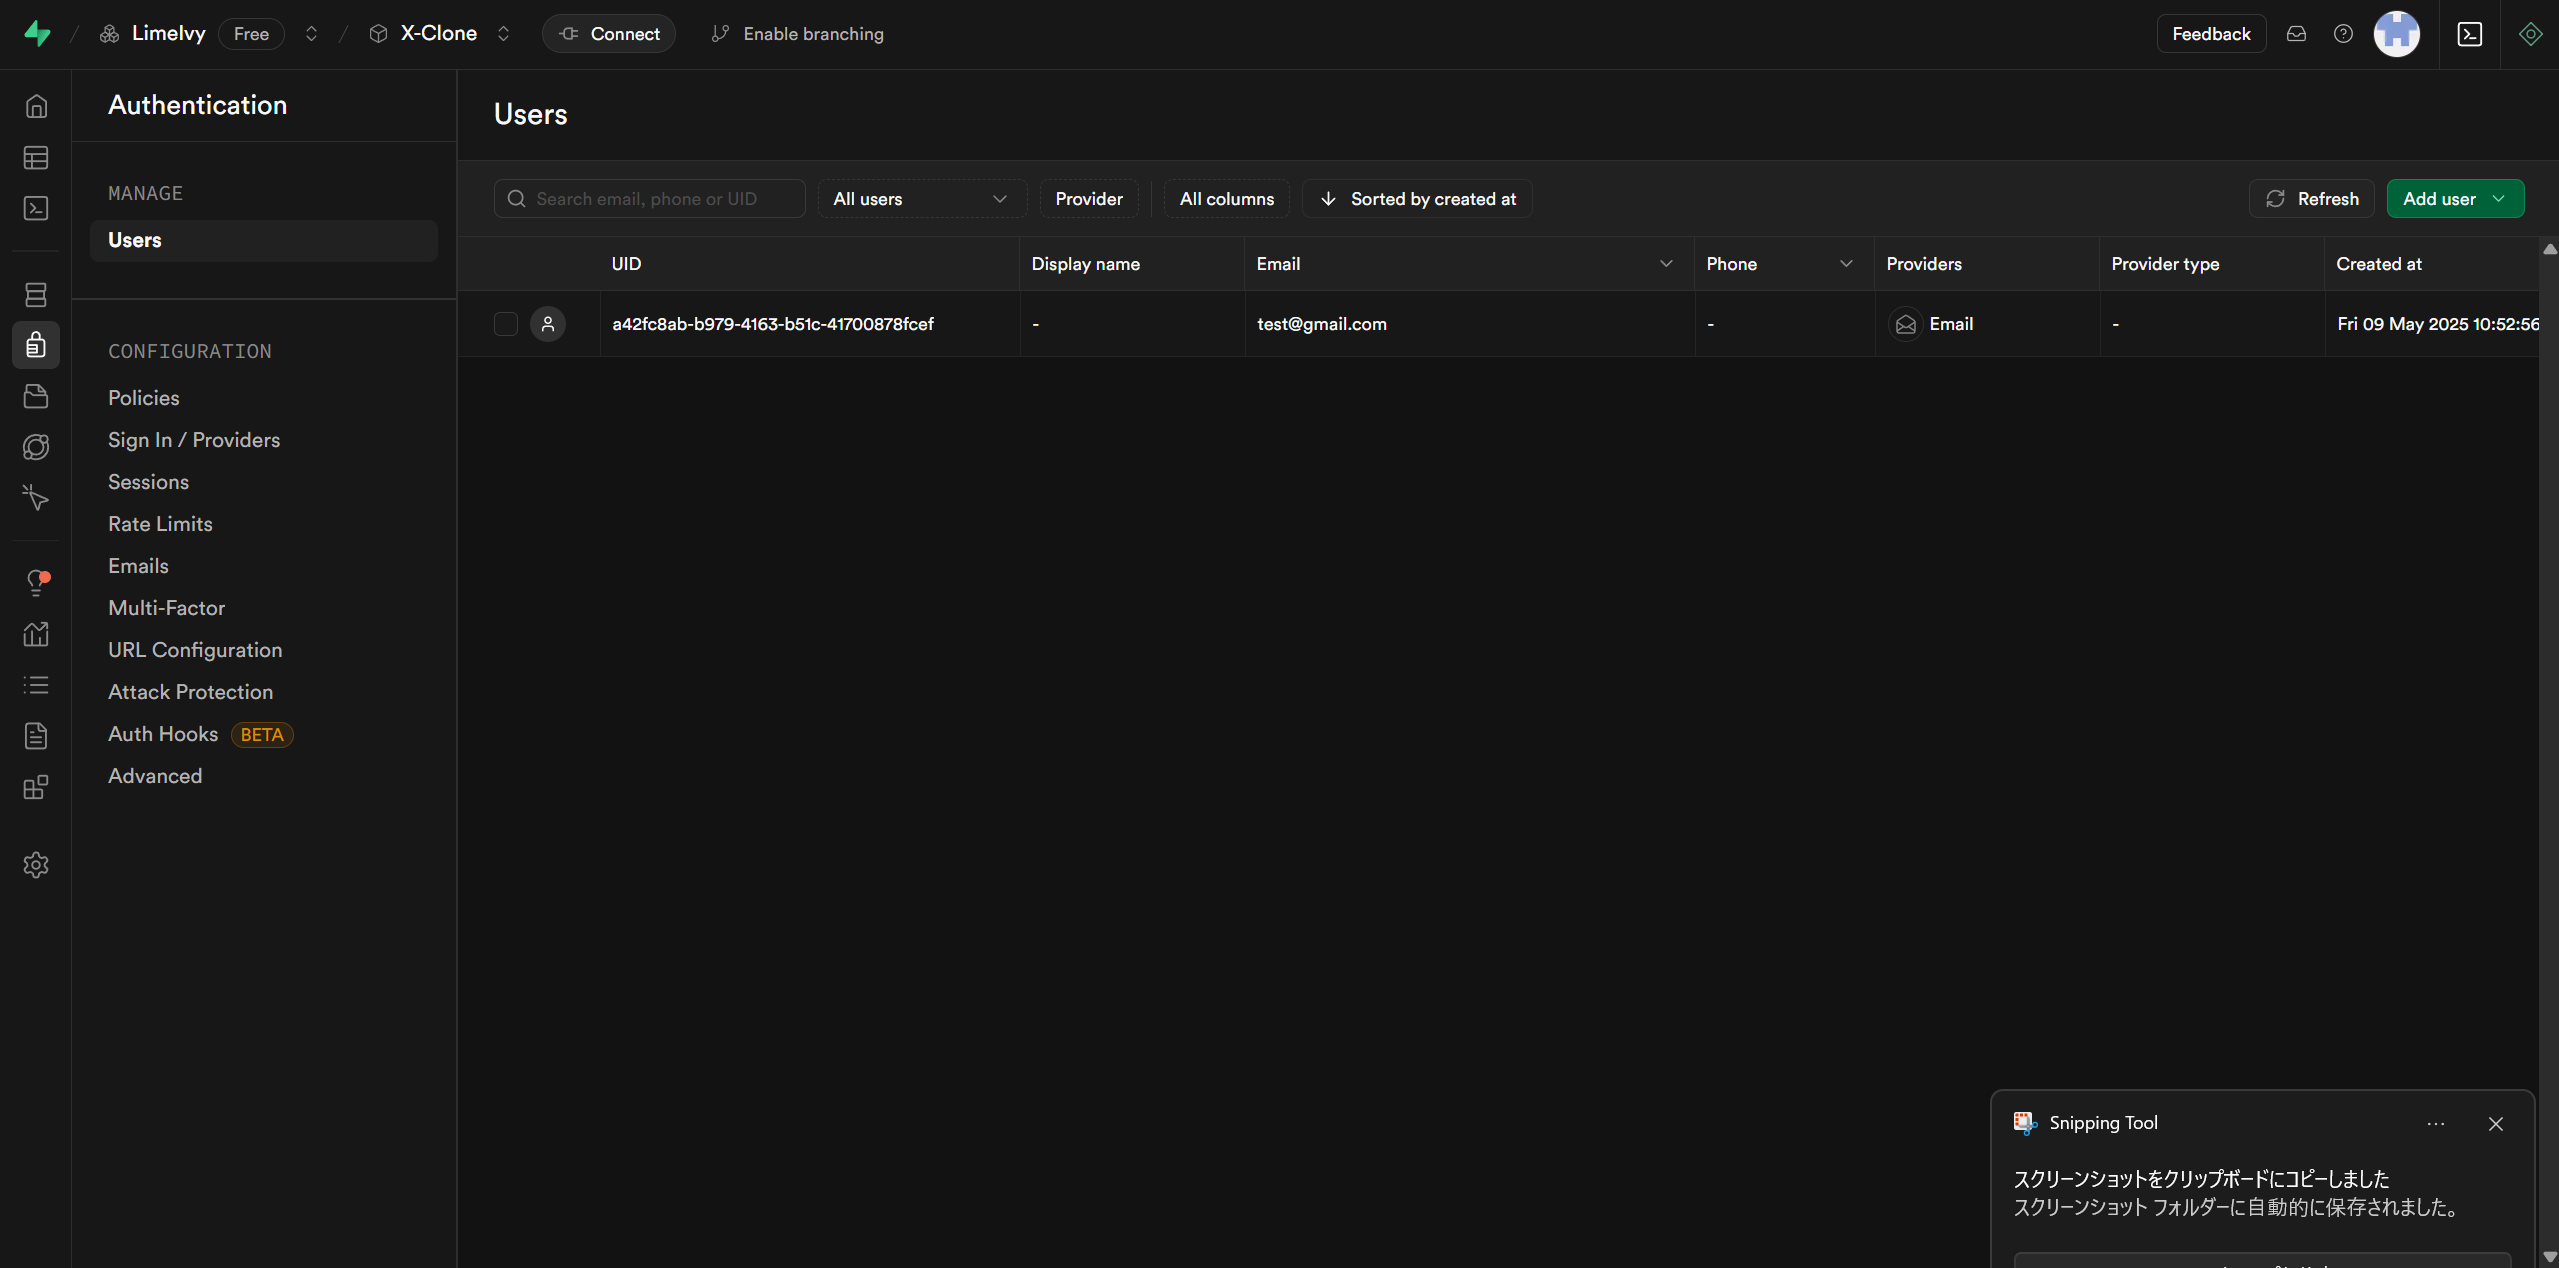 LimeIvy Free
X-Clone
Connect
Enable branching
Feedback
Authentication
MANAGE
Users
CONFIGURATION
Policies
Sign In / Providers
Sessions
Rate Limits
Emails
Multi-Factor
URL Configuration
Attack Protection
Auth Hooks BETA
Advanced
Users
Search email, phone or UID
All users
Provider
All columns
Sorted by created at
Refresh
Add user
UID Display name Email Phone Providers Provider type Created at
a42fc8ab-b979-4163-b51c-41700878fcef - test@gmail.com - Email - Fri 09 May 2025 10:52:56
Snipping Tool
スクリーンショットをクリップボードにコピーしました
スクリーンショット フォルダーに自動的に保存されました。